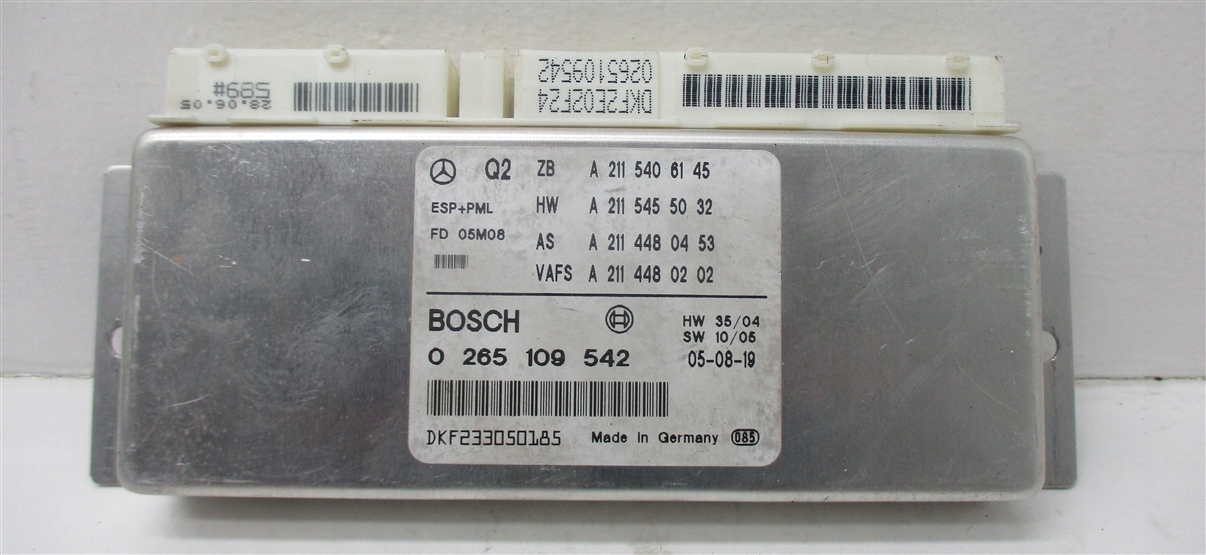 28.06.05
589#
DKF2E02F24
0265109542
Q2 ZB A 211 540 61 45
ESP+PML HW A 211 545 50 32
FD 05M08 AS A 211 448 04 53
VAFS A 211 448 02 02
BOSCH HW 35/04
SW 10/05
0 265 109 542 05-08-19
DKF233050185 Made in Germany 085